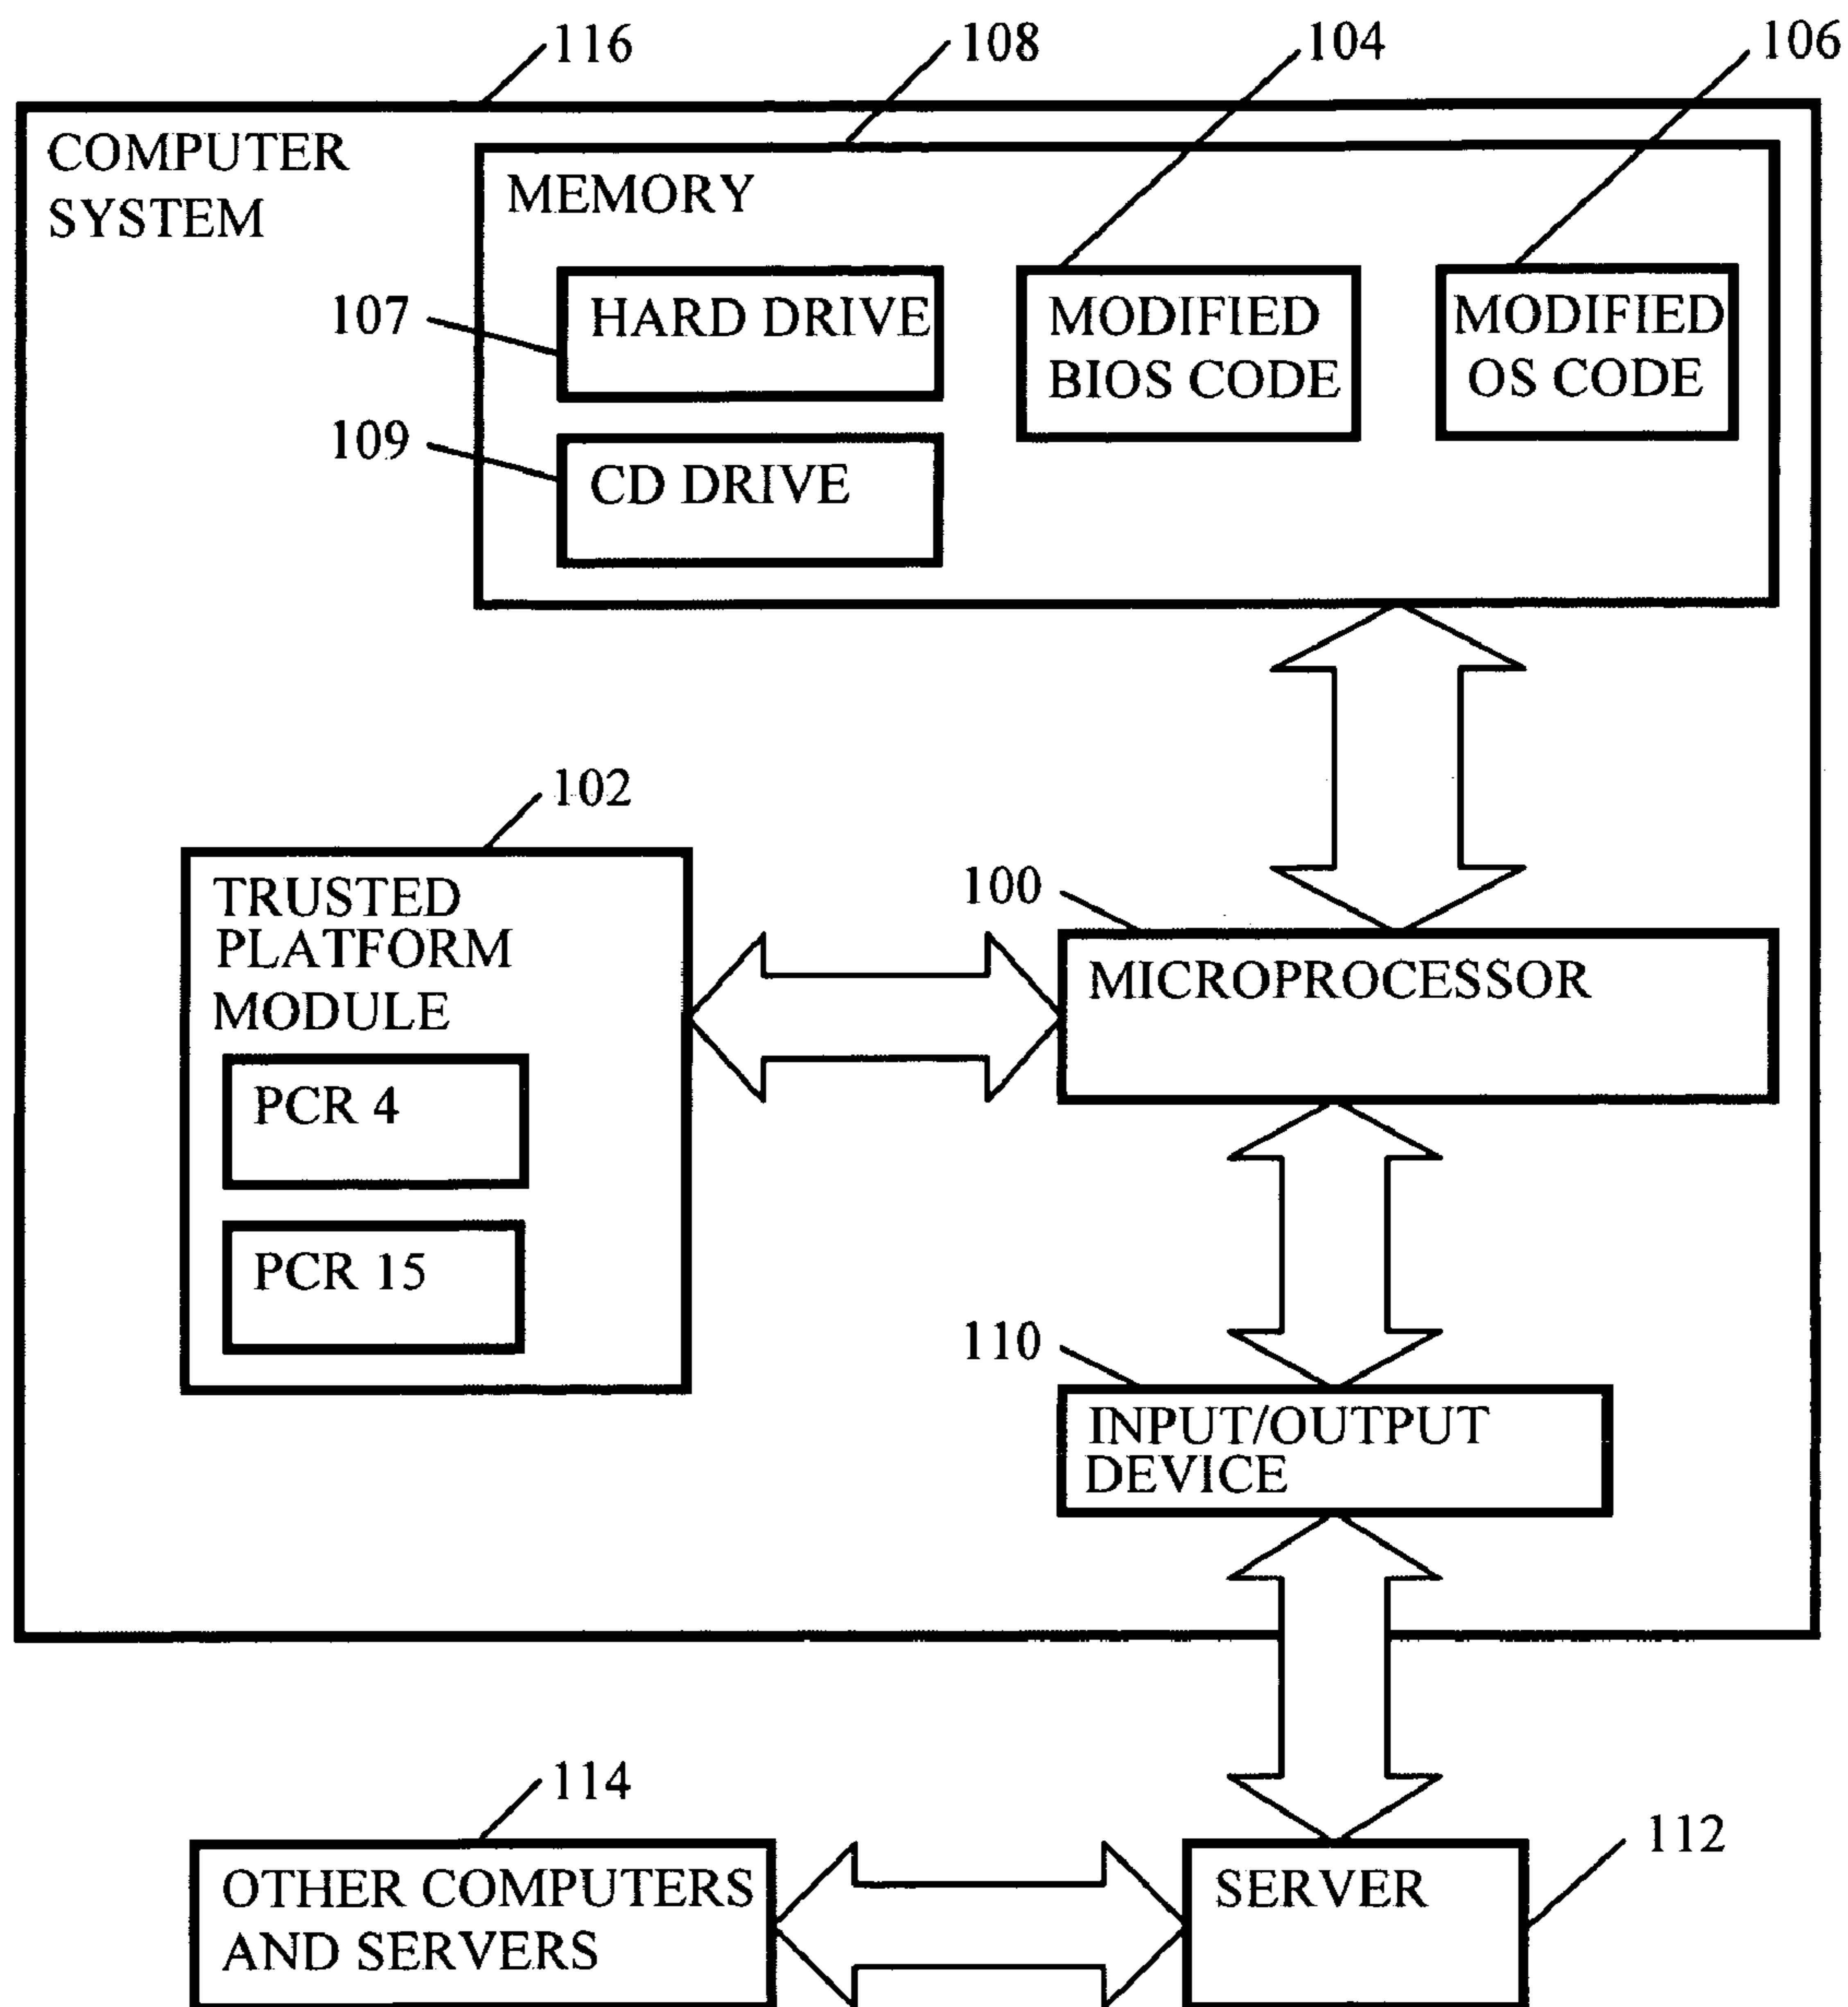 116
108
104
106
COMPUTER
SYSTEM
MEMORY
107
HARD DRIVE
MODIFIED
BIOS CODE
MODIFIED
OS CODE
109
CD DRIVE
102
TRUSTED
PLATFORM
MODULE
PCR 4
PCR 15
100
MICROPROCESSOR
110
INPUT/OUTPUT
DEVICE
114
OTHER COMPUTERS
AND SERVERS
SERVER
112